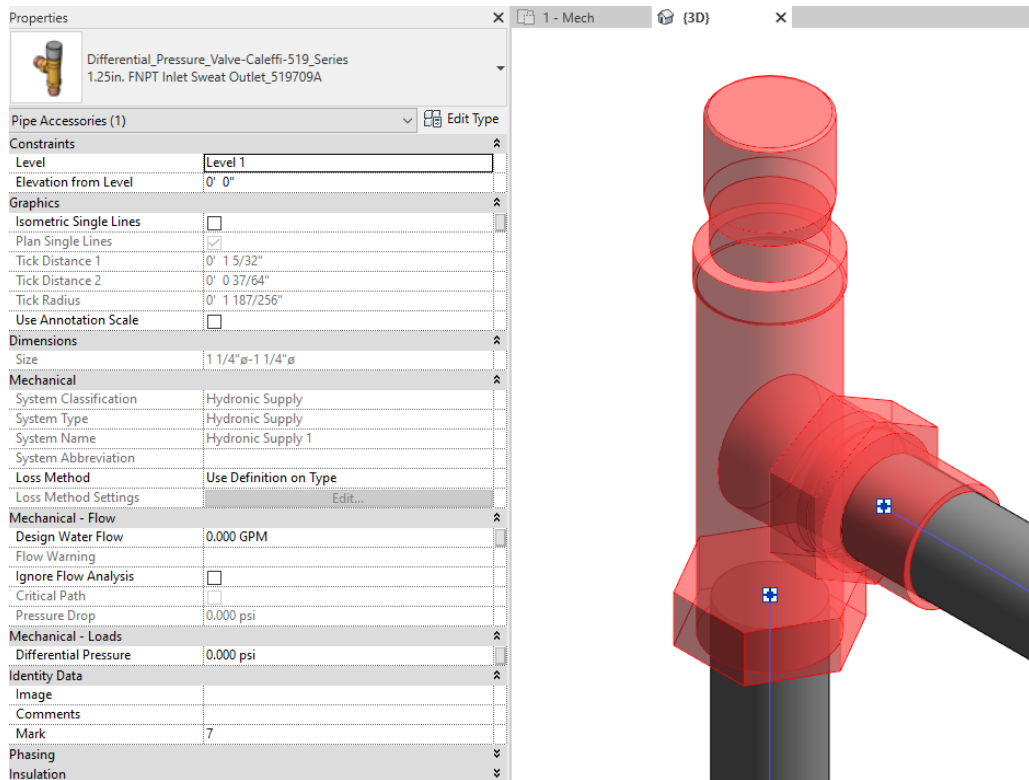 Properties
1 - Mech
{3D}
Differential_Pressure_Valve-Caleffi-519_Series
1.25in. FNPT Inlet Sweat Outlet_519709A
Pipe Accessories (1)
Edit Type
Constraints
Level Level 1
Elevation from Level 0' 0"
Graphics
Isometric Single Lines
Plan Single Lines
Tick Distance 1 0' 1 5/32"
Tick Distance 2 0' 0 37/64"
Tick Radius 0' 1 187/256"
Use Annotation Scale
Dimensions
Size 1 1/4"ø-1 1/4"ø
Mechanical
System Classification Hydronic Supply
System Type Hydronic Supply
System Name Hydronic Supply 1
System Abbreviation
Loss Method Use Definition on Type
Loss Method Settings Edit...
Mechanical - Flow
Design Water Flow 0.000 GPM
Flow Warning
Ignore Flow Analysis
Critical Path
Pressure Drop 0.000 psi
Mechanical - Loads
Differential Pressure 0.000 psi
Identity Data
Image
Comments
Mark 7
Phasing
Insulation